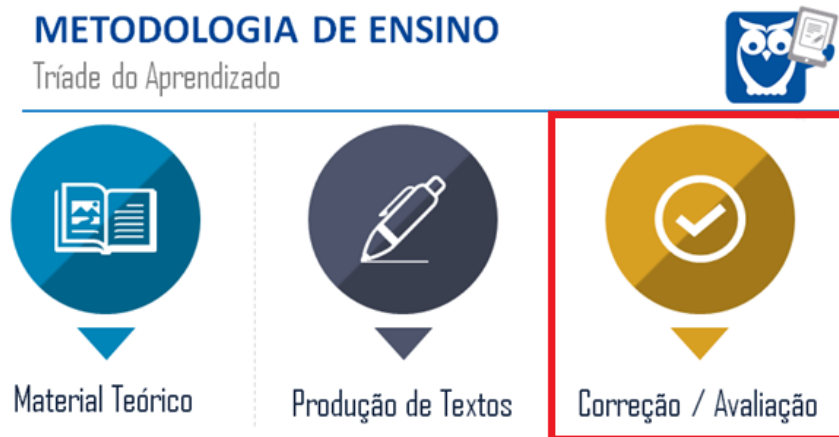 METODOLOGIA DE ENSINO
Tríade do Aprendizado
Material Teórico
Produção de Textos
Correção / Avaliação